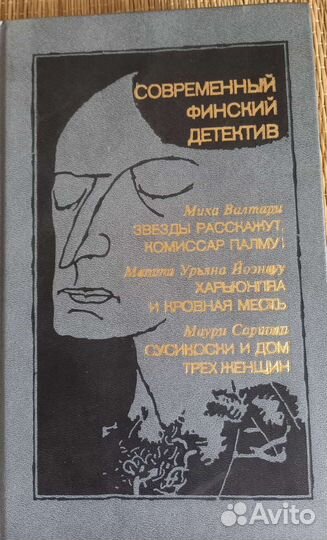 СОВРЕМЕННЫЙ
ФИНСКИЙ
ДЕТЕКТИВ
Мика Валтари
ЗВЕЗДЫ РАССКАЖУТ,
КОМИССАР ПАЛМУ!
Матти Урьяна Йоэнсуу
ХАРЬЮНПЯА
И КРОВНАЯ МЕСТЬ
Маури Сариола
СУСИКОСКИ И ДОМ
ТРЕХ ЖЕНЩИН
Avito